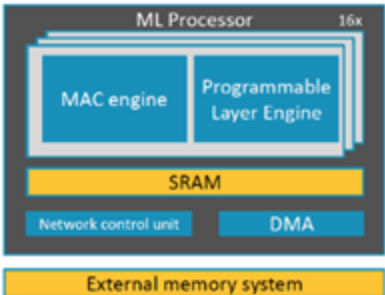 ML Processor 16x
MAC engine
Programmable
Layer Engine
SRAM
Network control unit
DMA
External memory system